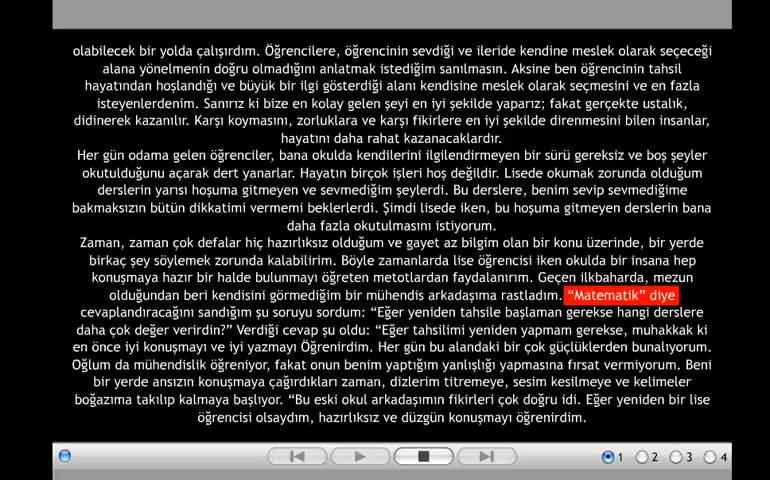 olabilecek bir yolda çalışırdım. Öğrencilere, öğrencinin sevdiği ve ileride kendine meslek olarak seçeceği
alana yönelmenin doğru olmadığını anlatmak istediğim sanılmasın. Aksine ben öğrencinin tahsil
hayatından hoşlandığı ve büyük bir ilgi gösterdiği alanı kendisine meslek olarak seçmesini ve en fazla
isteyenlerdenim. Sanırız ki bize en kolay gelen şeyi en iyi şekilde yaparız; fakat gerçekte ustalık,
didinerek kazanılır. Karşı koymasını, zorluklara ve karşı fikirlere en iyi şekilde direnmesini bilen insanlar,
hayatını daha rahat kazanacaklardır.
Her gün odama gelen öğrenciler, bana okulda kendilerini ilgilendirmeyen bir sürü gereksiz ve boş şeyler
okutulduğunu açarak dert yanarlar. Hayatın birçok işleri hoş değildir. Lisede okumak zorunda olduğum
derslerin yarısı hoşuma gitmeyen ve sevmediğim şeylerdi. Bu derslere, benim sevip sevmediğime
bakmaksızın bütün dikkatimi vermemi beklerlerdi. Şimdi lisede iken, bu hoşuma gitmeyen derslerin bana
daha fazla okutulmasını istiyorum.
Zaman, zaman çok defalar hiç hazırlıksız olduğum ve gayet az bilgim olan bir konu üzerinde, bir yerde
birkaç şey söylemek zorunda kalabilirim. Böyle zamanlarda lise öğrencisi iken okulda bir insana hep
konuşmaya hazır bir halde bulunmayı öğreten metotlardan faydalanırım. Geçen ilkbaharda, mezun
olduğundan beri kendisini görmediğim bir mühendis arkadaşıma rastladım. “Matematik” diye
cevaplandıracağını sandığım şu soruyu sordum: “Eğer yeniden tahsile başlaman gerekse hangi derslere
daha çok değer verirdin?” Verdiği cevap şu oldu: “Eğer tahsilimi yeniden yapmam gerekse, muhakkak ki
en önce iyi konuşmayı ve iyi yazmayı Öğrenirdim. Her gün bu alandaki bir çok güçlüklerden bunalıyorum.
Oğlum da mühendislik öğreniyor, fakat onun benim yaptığım yanlışlığı yapmasına fırsat vermiyorum. Beni
bir yerde ansızın konuşmaya çağırdıkları zaman, dizlerim titremeye, sesim kesilmeye ve kelimeler
boğazıma takılıp kalmaya başlıyor. “Bu eski okul arkadaşımın fikirleri çok doğru idi. Eğer yeniden bir lise
öğrencisi olsaydım, hazırlıksız ve düzgün konuşmayı öğrenirdim.
1 2 3 4